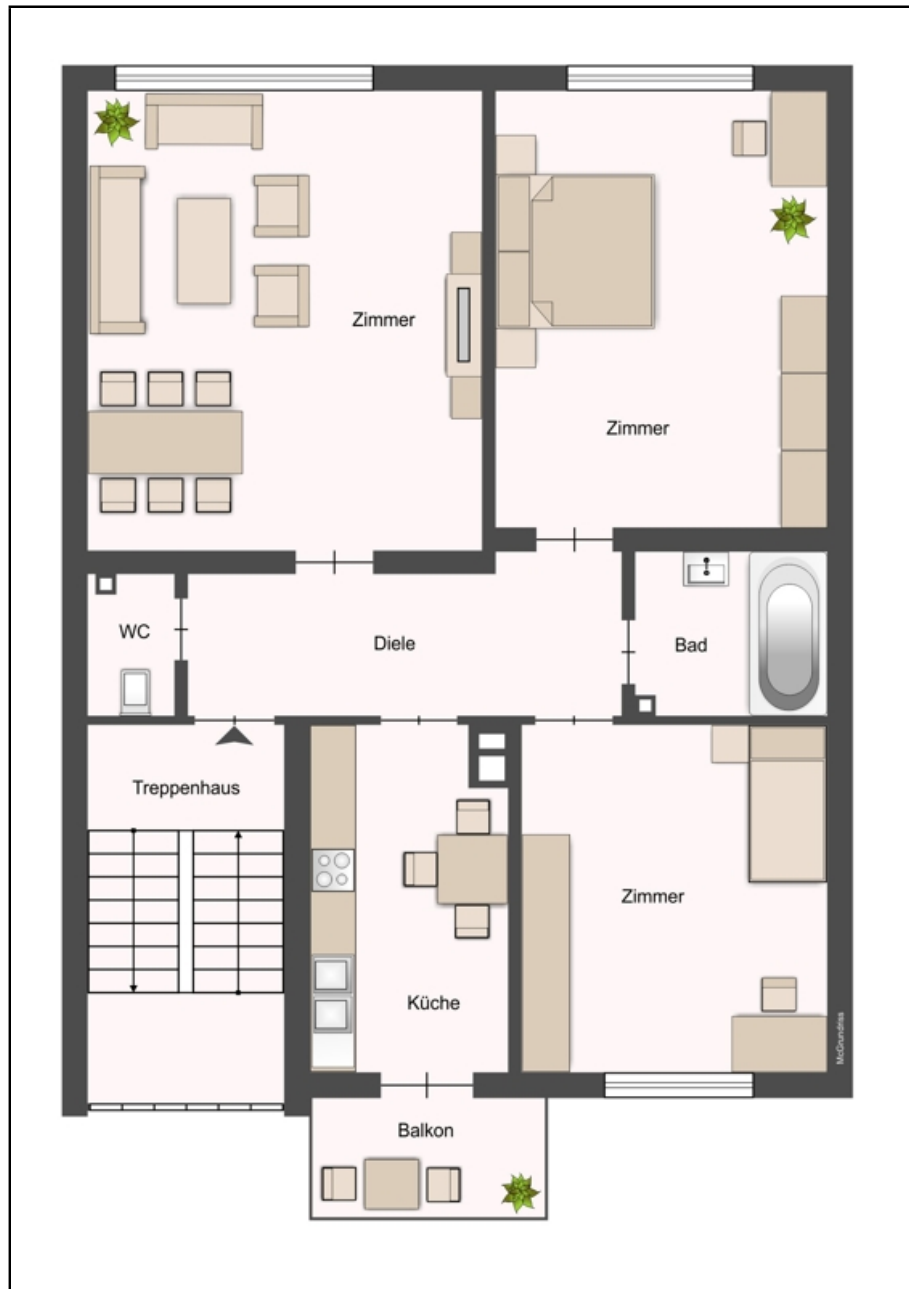 Zimmer
Zimmer
WC
Diele
Bad
Treppenhaus
Zimmer
Küche
McGrundriss
Balkon